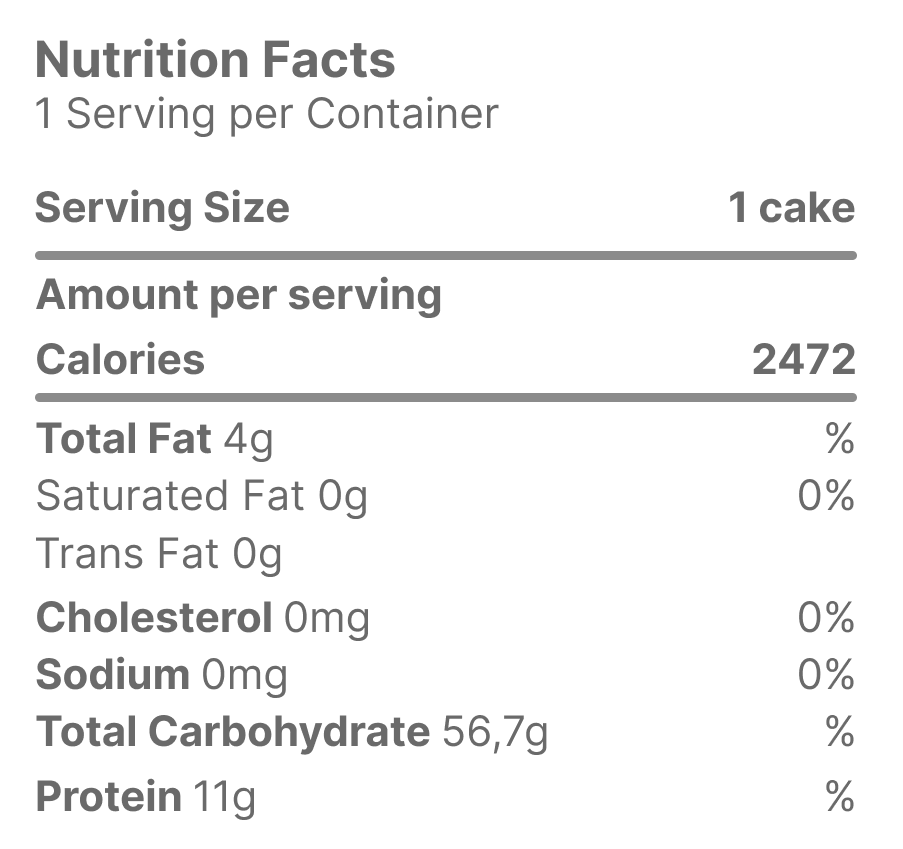 Nutrition Facts
1 Serving per Container
Serving Size 1 cake
Amount per serving
Calories 2472
Total Fat 4g %
Saturated Fat 0g 0%
Trans Fat 0g
Cholesterol 0mg 0%
Sodium 0mg 0%
Total Carbohydrate 56,7g %
Protein 11g %